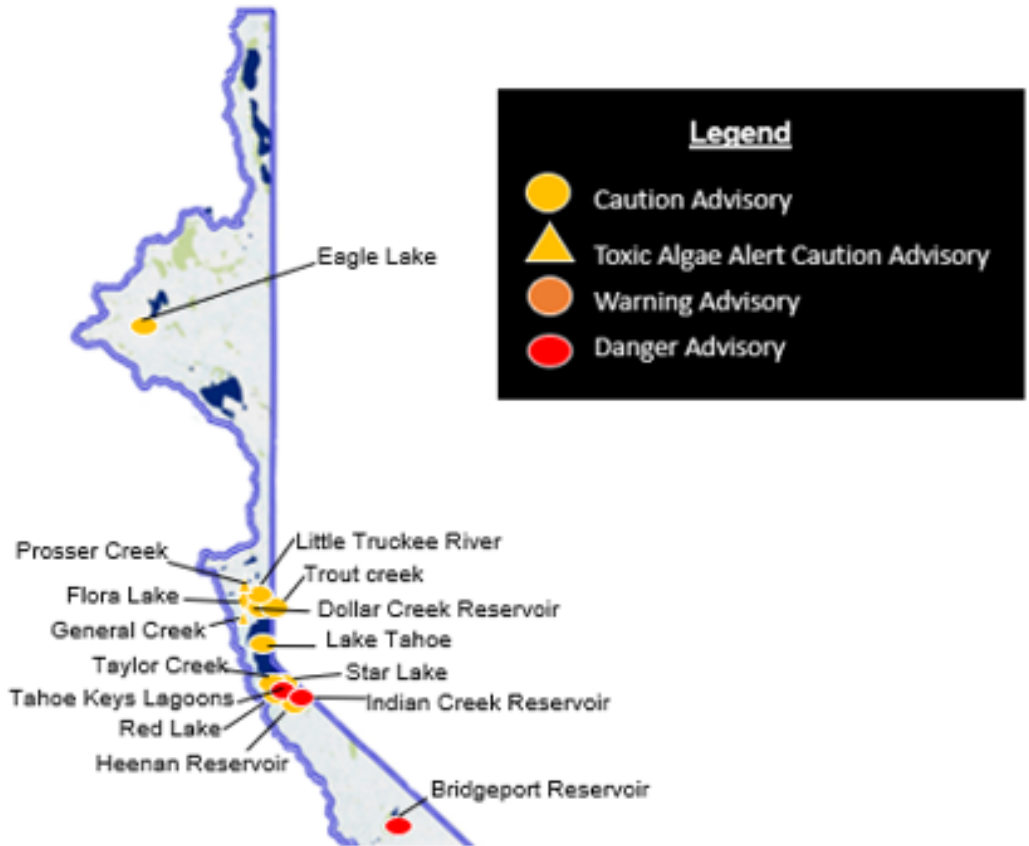 Legend
Caution Advisory
Toxic Algae Alert Caution Advisory
Warning Advisory
Danger Advisory
Eagle Lake
Little Truckee River
Prosser Creek
Trout creek
Flora Lake
Dollar Creek Reservoir
General Creek
Lake Tahoe
Taylor Creek
Star Lake
Tahoe Keys Lagoons
Indian Creek Reservoir
Red Lake
Heenan Reservoir
Bridgeport Reservoir